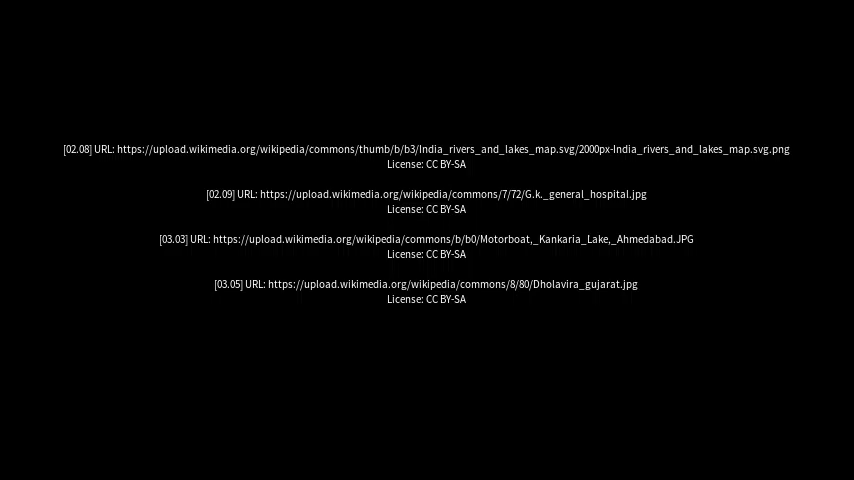 [02.08] URL: https://upload.wikimedia.org/wikipedia/commons/thumb/b/b3/India_rivers_and_lakes_map.svg/2000px-India_rivers_and_lakes_map.svg.png
License: CC BY-SA
[02.09] URL: https://upload.wikimedia.org/wikipedia/commons/7/72/G.k._general_hospital.jpg
License: CC BY-SA
[03.03] URL: https://upload.wikimedia.org/wikipedia/commons/b/b0/Motorboat,_Kankaria_Lake,_Ahmedabad.JPG
License: CC BY-SA
[03.05] URL: https://upload.wikimedia.org/wikipedia/commons/8/80/Dholavira_gujarat.jpg
License: CC BY-SA